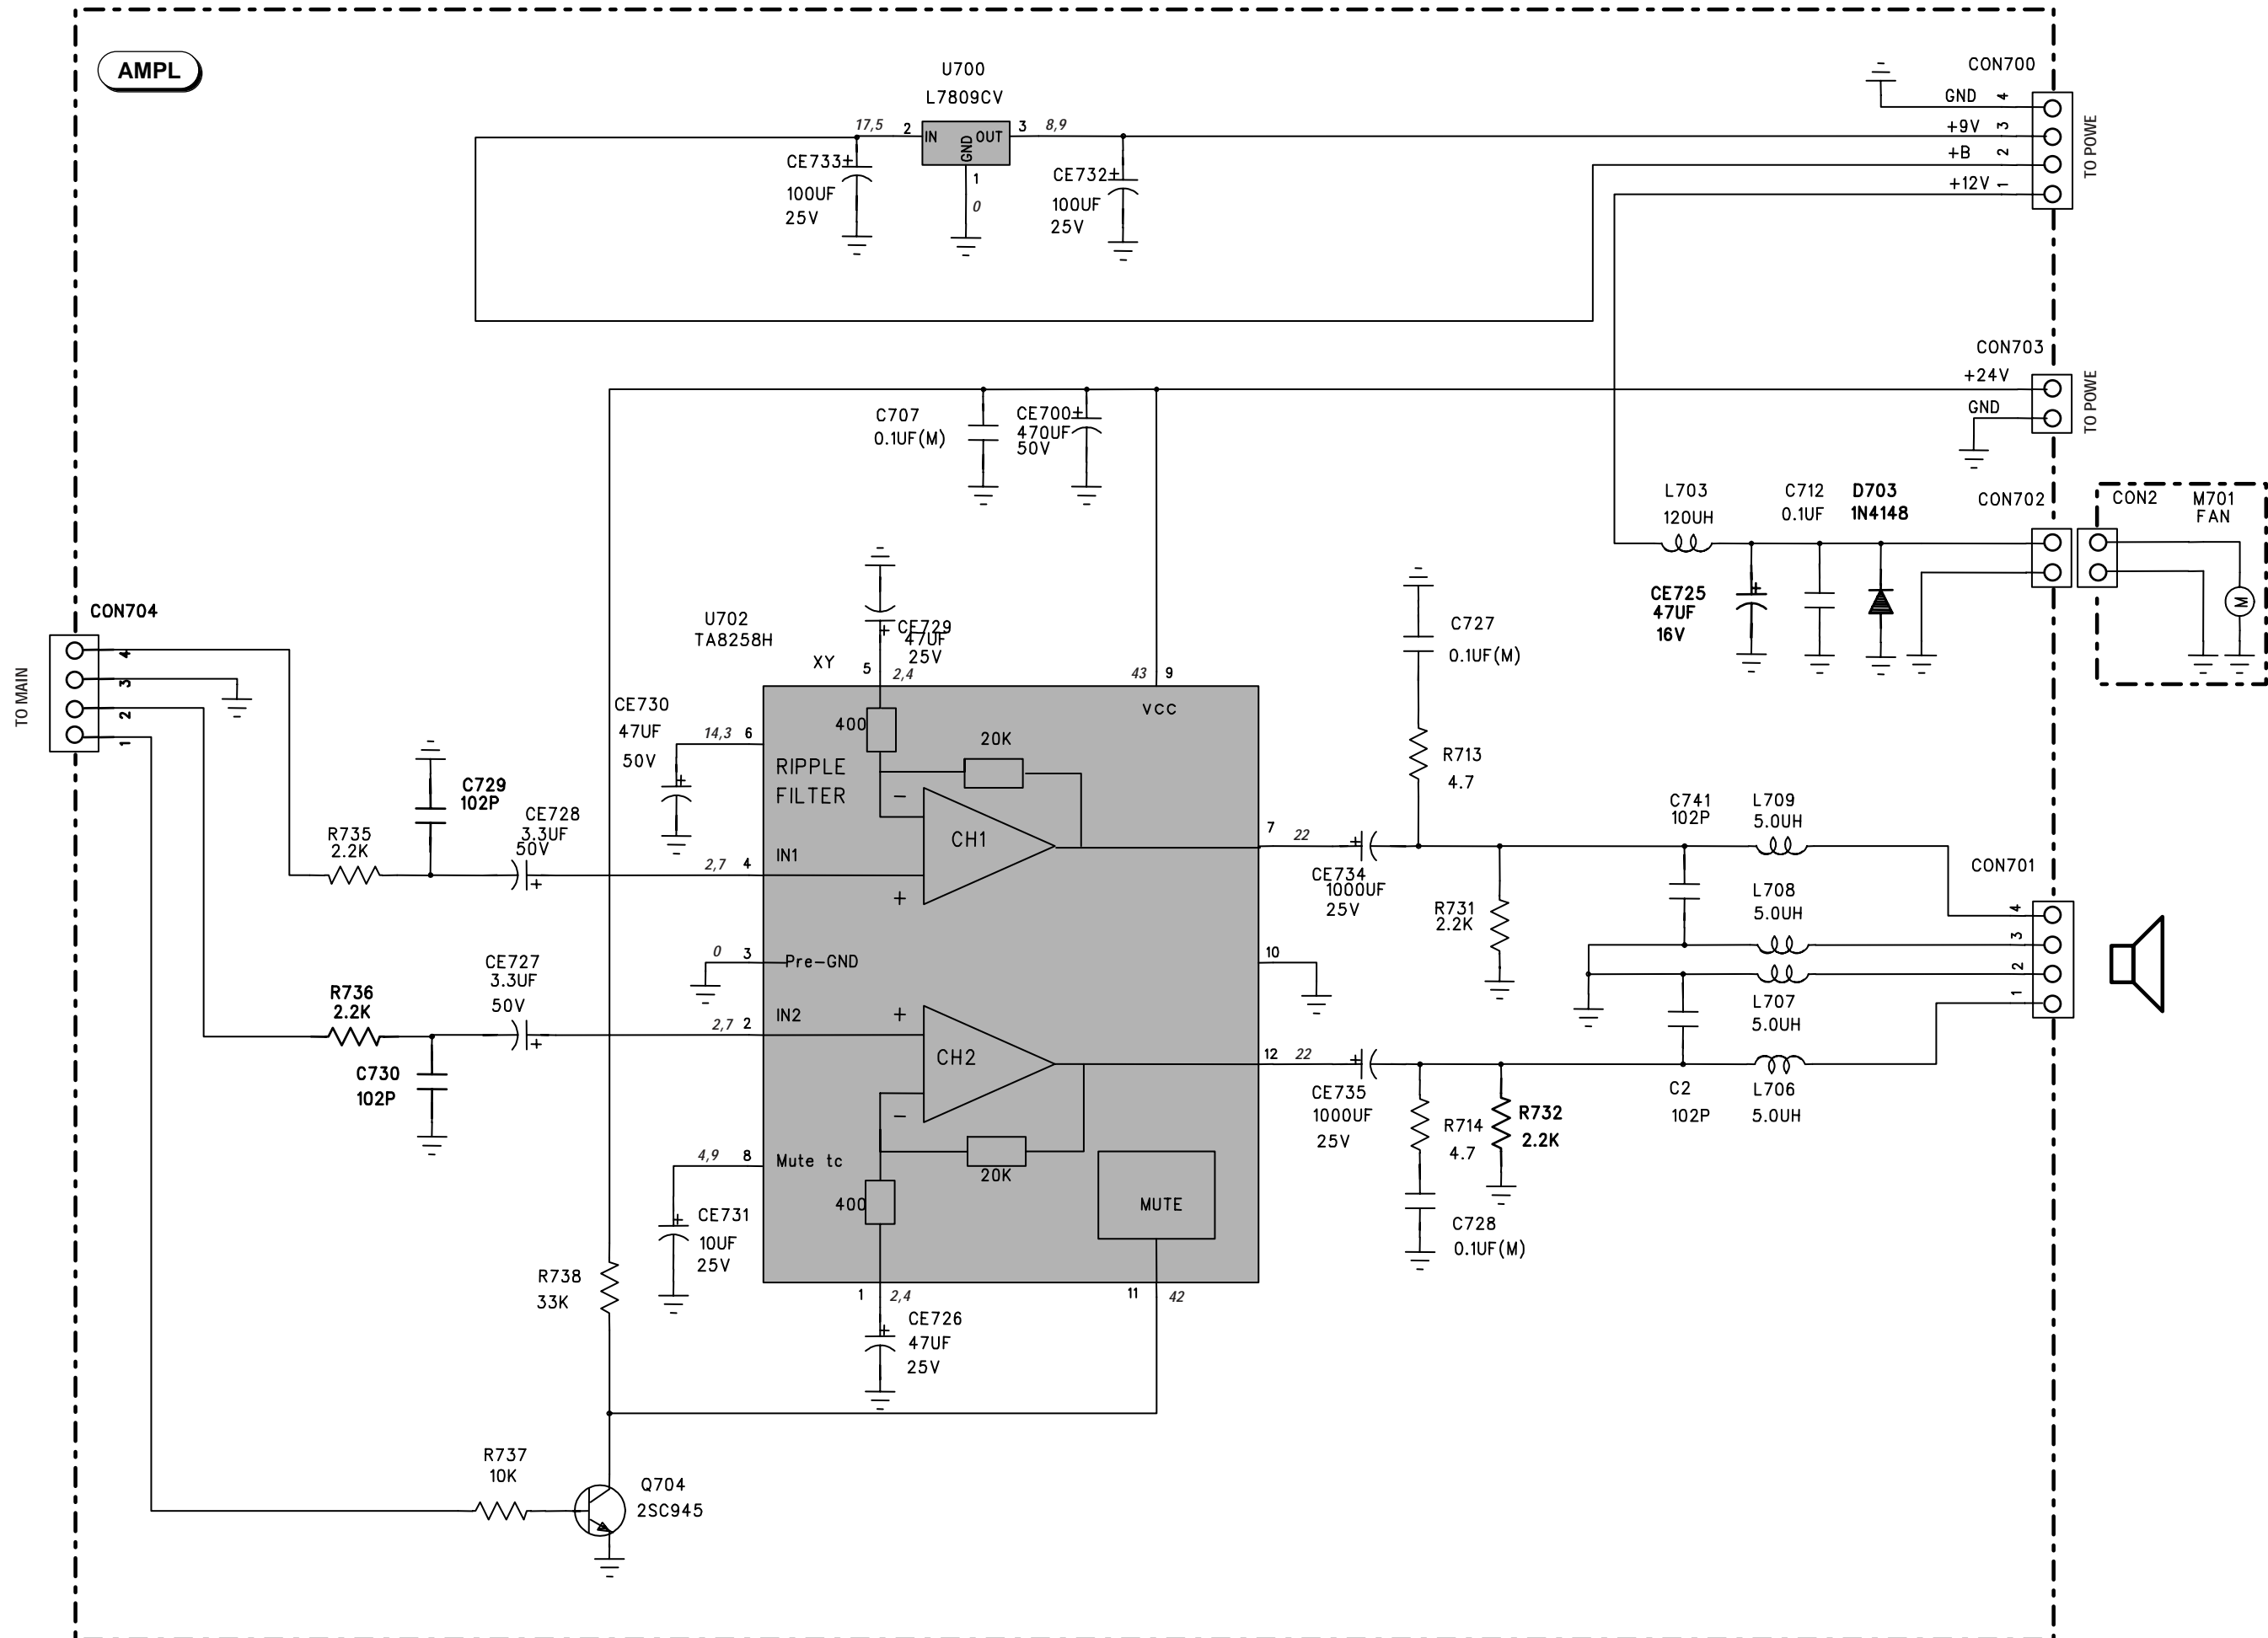 AMPL
U700
L7809CV
17,5
2
IN
GND
OUT
3
8,9
1
0
CE733
+
100UF
25V
CE732
+
100UF
25V
CON700
GND 4
+9V 3
+B 2
+12V 1
TO POWE
CON703
+24V
GND
TO POWE
C707
0.1UF(M)
CE700
+
470UF
50V
L703
120UH
C712
0.1UF
D703
1N4148
CON702
CON2
M701
FAN
M
CE725
+
47UF
16V
CON704
4
3
2
1
TO MAIN
U702
TA8258H
XY
CE729
+
47UF
25V
5
2,4
43
9
VCC
C727
0.1UF(M)
R713
4.7
CE730
47UF
50V
+
14,3
6
RIPPLE
FILTER
400
20K
−
CH1
+
C729
102P
R735
2.2K
CE728
3.3UF
50V
+
2,7
4
IN1
7
22
+
CE734
1000UF
25V
R731
2.2K
C741
102P
L709
5.0UH
L708
5.0UH
CON701
4
3
2
1
0
3
Pre-GND
10
R736
2.2K
CE727
3.3UF
50V
+
2,7
2
IN2
+
CH2
−
C730
102P
12
22
+
CE735
1000UF
25V
L707
5.0UH
C2
102P
L706
5.0UH
R714
4.7
R732
2.2K
C728
0.1UF(M)
4,9
8
Mute tc
400
20K
MUTE
CE731
+
10UF
25V
R738
33K
1
2,4
11
42
CE726
+
47UF
25V
R737
10K
Q704
2SC945